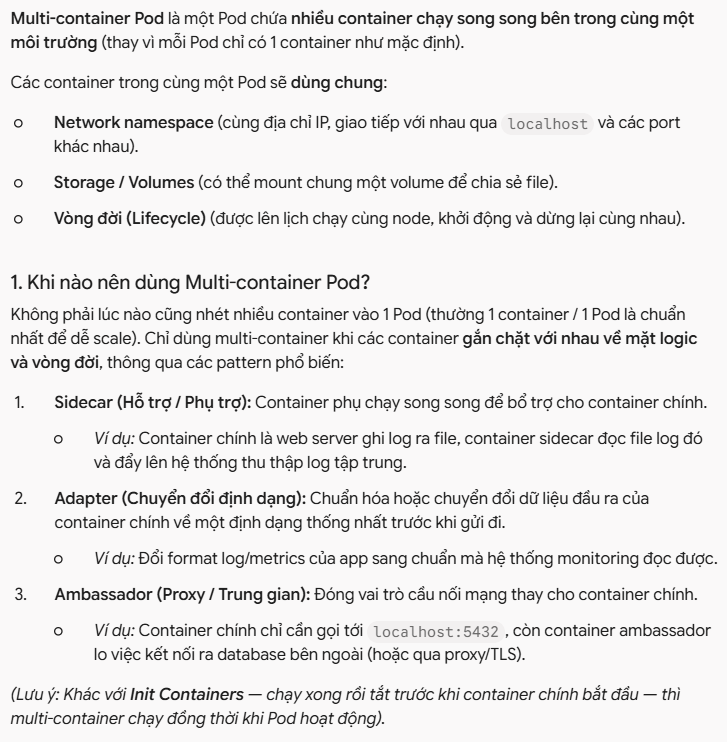 Multi-container Pod là một Pod chứa nhiều container chạy song song bên trong cùng một
môi trường (thay vì mỗi Pod chỉ có 1 container như mặc định).
Các container trong cùng một Pod sẽ dùng chung:
o Network namespace (cùng địa chỉ IP, giao tiếp với nhau qua localhost và các port
khác nhau).
o Storage / Volumes (có thể mount chung một volume để chia sẻ file).
o Vòng đời (Lifecycle) (được lên lịch chạy cùng node, khởi động và dừng lại cùng nhau).
1. Khi nào nên dùng Multi-container Pod?
Không phải lúc nào cũng nhét nhiều container vào 1 Pod (thường 1 container / 1 Pod là chuẩn
nhất để dễ scale). Chỉ dùng multi-container khi các container gắn chặt với nhau về mặt logic
và vòng đời, thông qua các pattern phổ biến:
1. Sidecar (Hỗ trợ / Phụ trợ): Container phụ chạy song song để bổ trợ cho container chính.
o Ví dụ: Container chính là web server ghi log ra file, container sidecar đọc file log đó
và đẩy lên hệ thống thu thập log tập trung.
2. Adapter (Chuyển đổi định dạng): Chuẩn hóa hoặc chuyển đổi dữ liệu đầu ra của
container chính về một định dạng thống nhất trước khi gửi đi.
o Ví dụ: Đổi format log/metrics của app sang chuẩn mà hệ thống monitoring đọc được.
3. Ambassador (Proxy / Trung gian): Đóng vai trò cầu nối mạng thay cho container chính.
o Ví dụ: Container chính chỉ cần gọi tới localhost:5432, còn container ambassador
lo việc kết nối ra database bên ngoài (hoặc qua proxy/TLS).
(Lưu ý: Khác với Init Containers — chạy xong rồi tắt trước khi container chính bắt đầu — thì
multi-container chạy đồng thời khi Pod hoạt động).